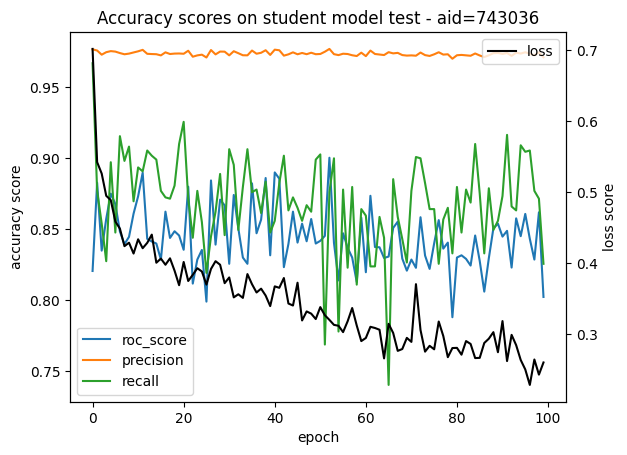 Accuracy scores on student model test - aid=743036
accuracy score
0.95
0.90
0.85
0.80
0.75
0.7
0.6
0.5
0.4
0.3
loss score
loss
roc_score
precision
recall
0
20
40
60
80
100
epoch